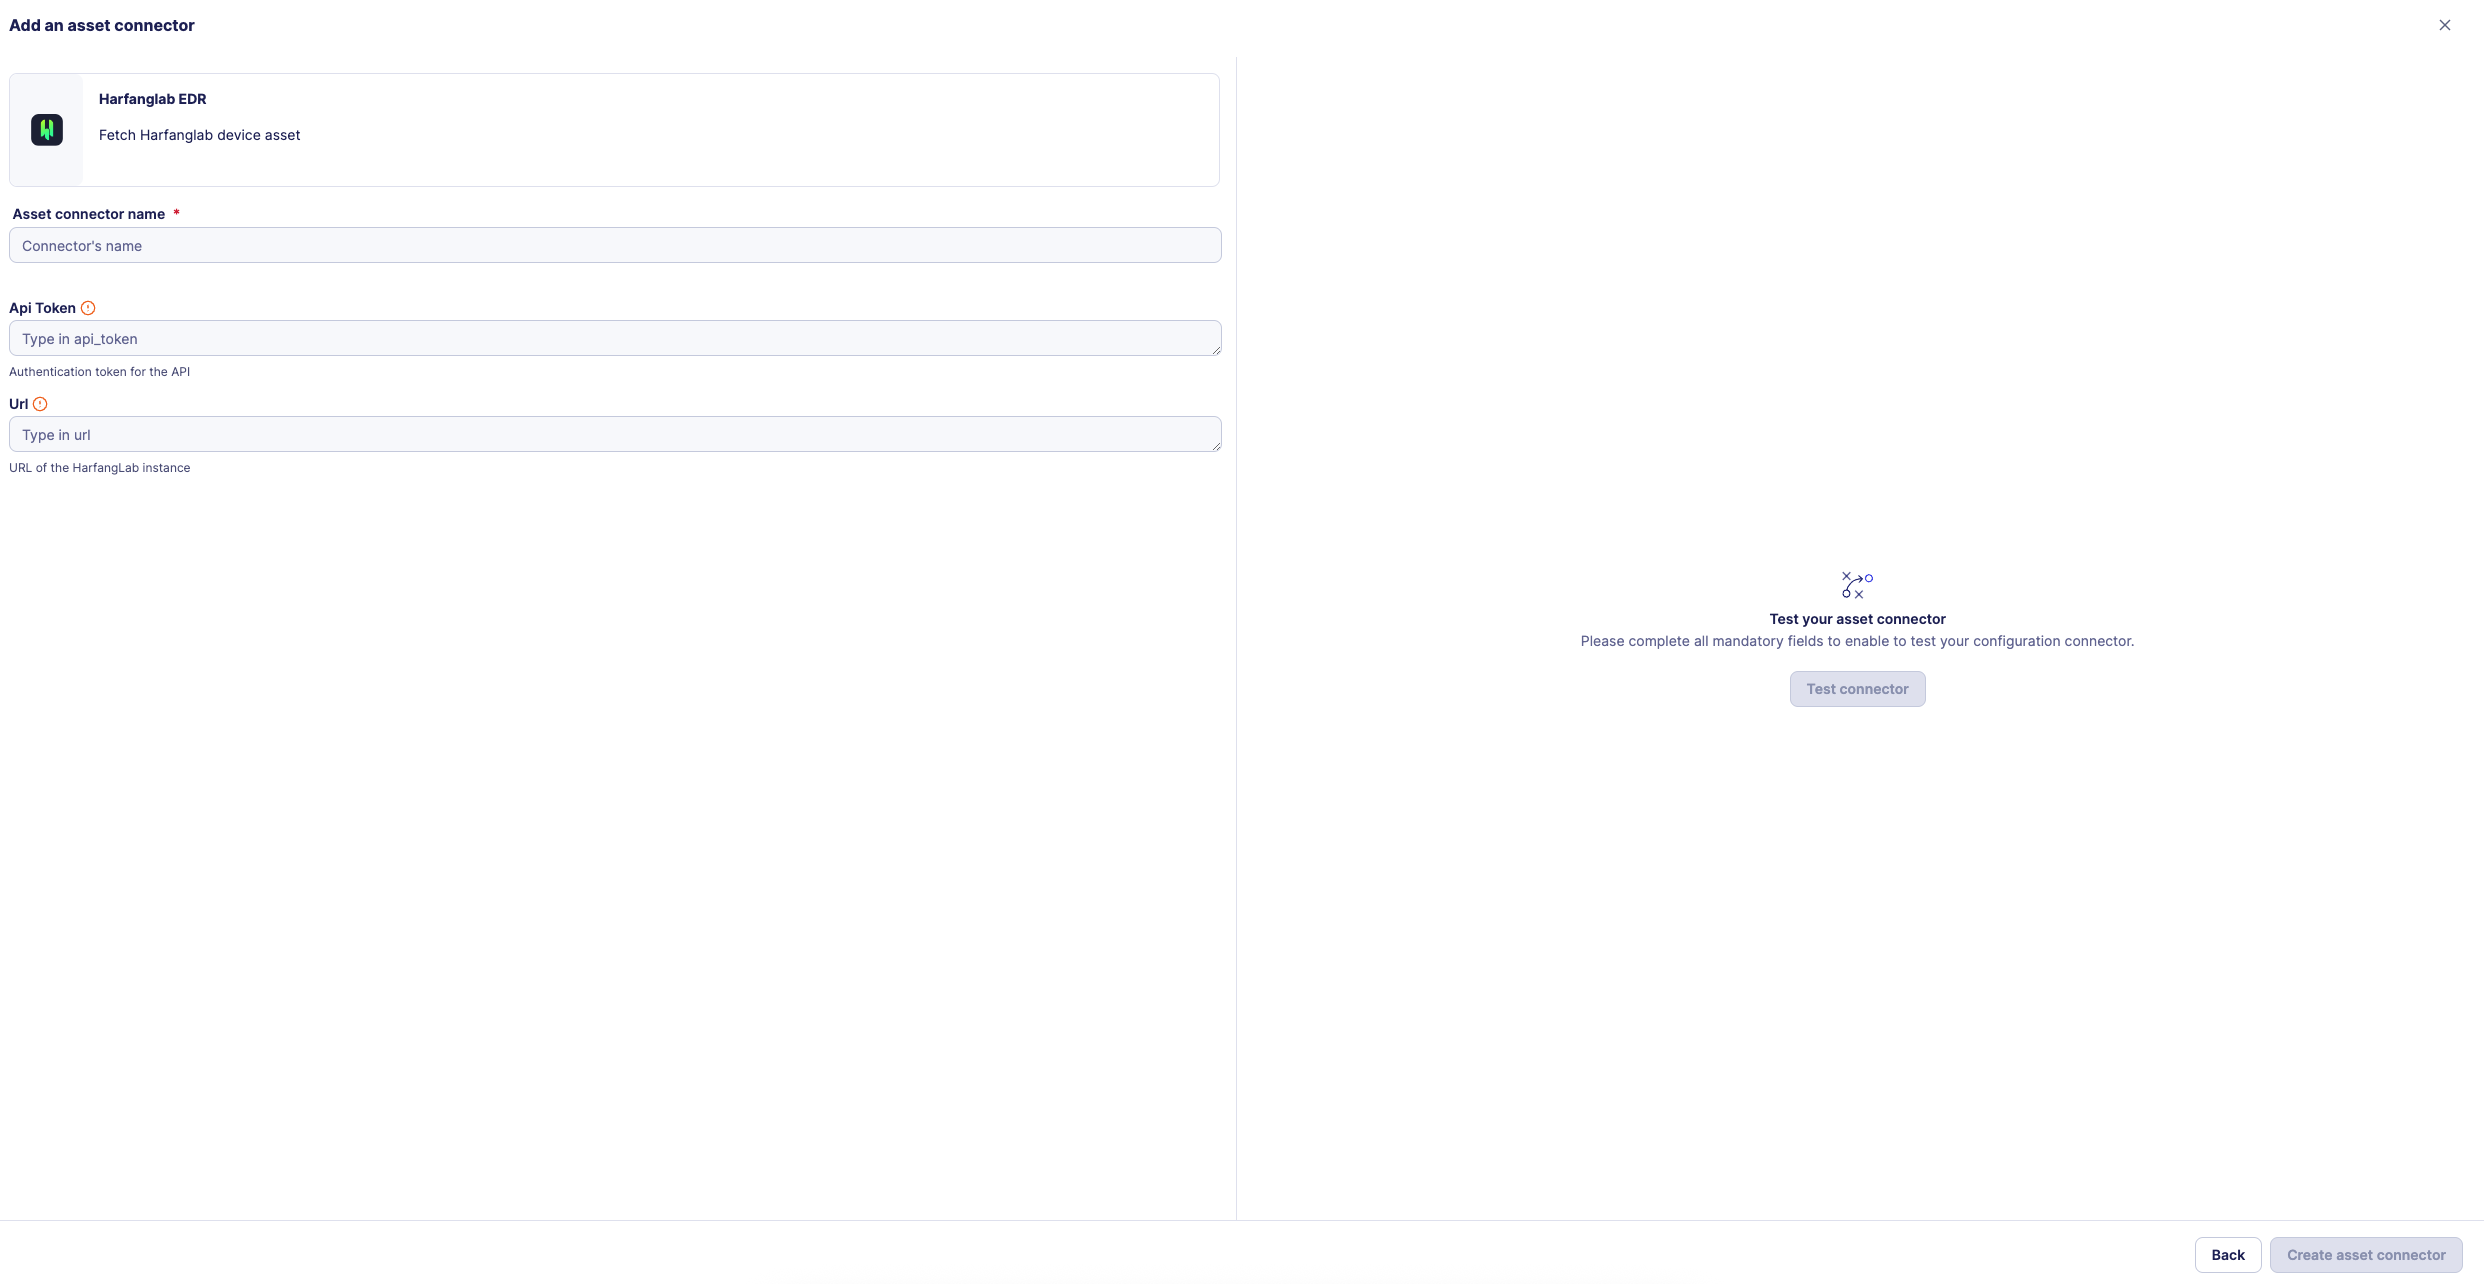 Add an asset connector
Harfanglab EDR
Fetch Harfanglab device asset
Asset connector name *
Connector's name
Api Token
Type in api_token
Authentication token for the API
Url
Type in url
URL of the HarfangLab instance
Test your asset connector
Please complete all mandatory fields to enable to test your configuration connector.
Test connector
Back
Create asset connector